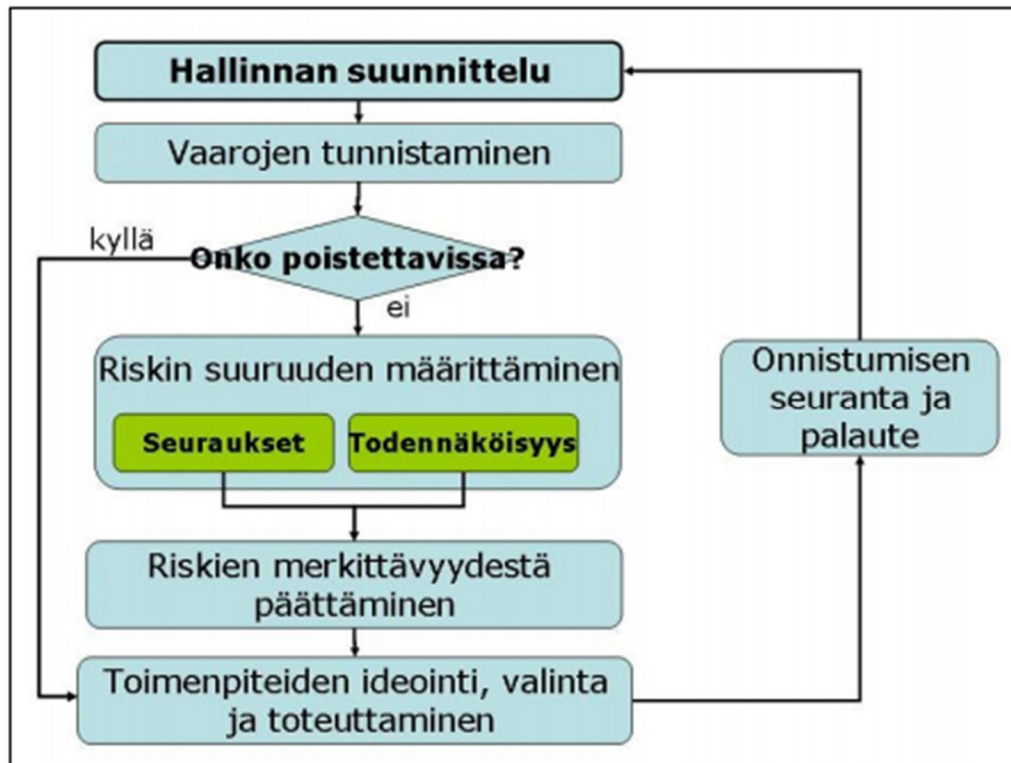 Hallinnan suunnittelu
Vaarojen tunnistaminen
kyllä
Onko poistettavissa?
ei
Riskin suuruuden määrittäminen
Seuraukset
Todennäköisyys
Riskien merkittävyydestä
päättäminen
Toimenpiteiden ideointi, valinta
ja toteuttaminen
Onnistumisen
seuranta ja
palaute